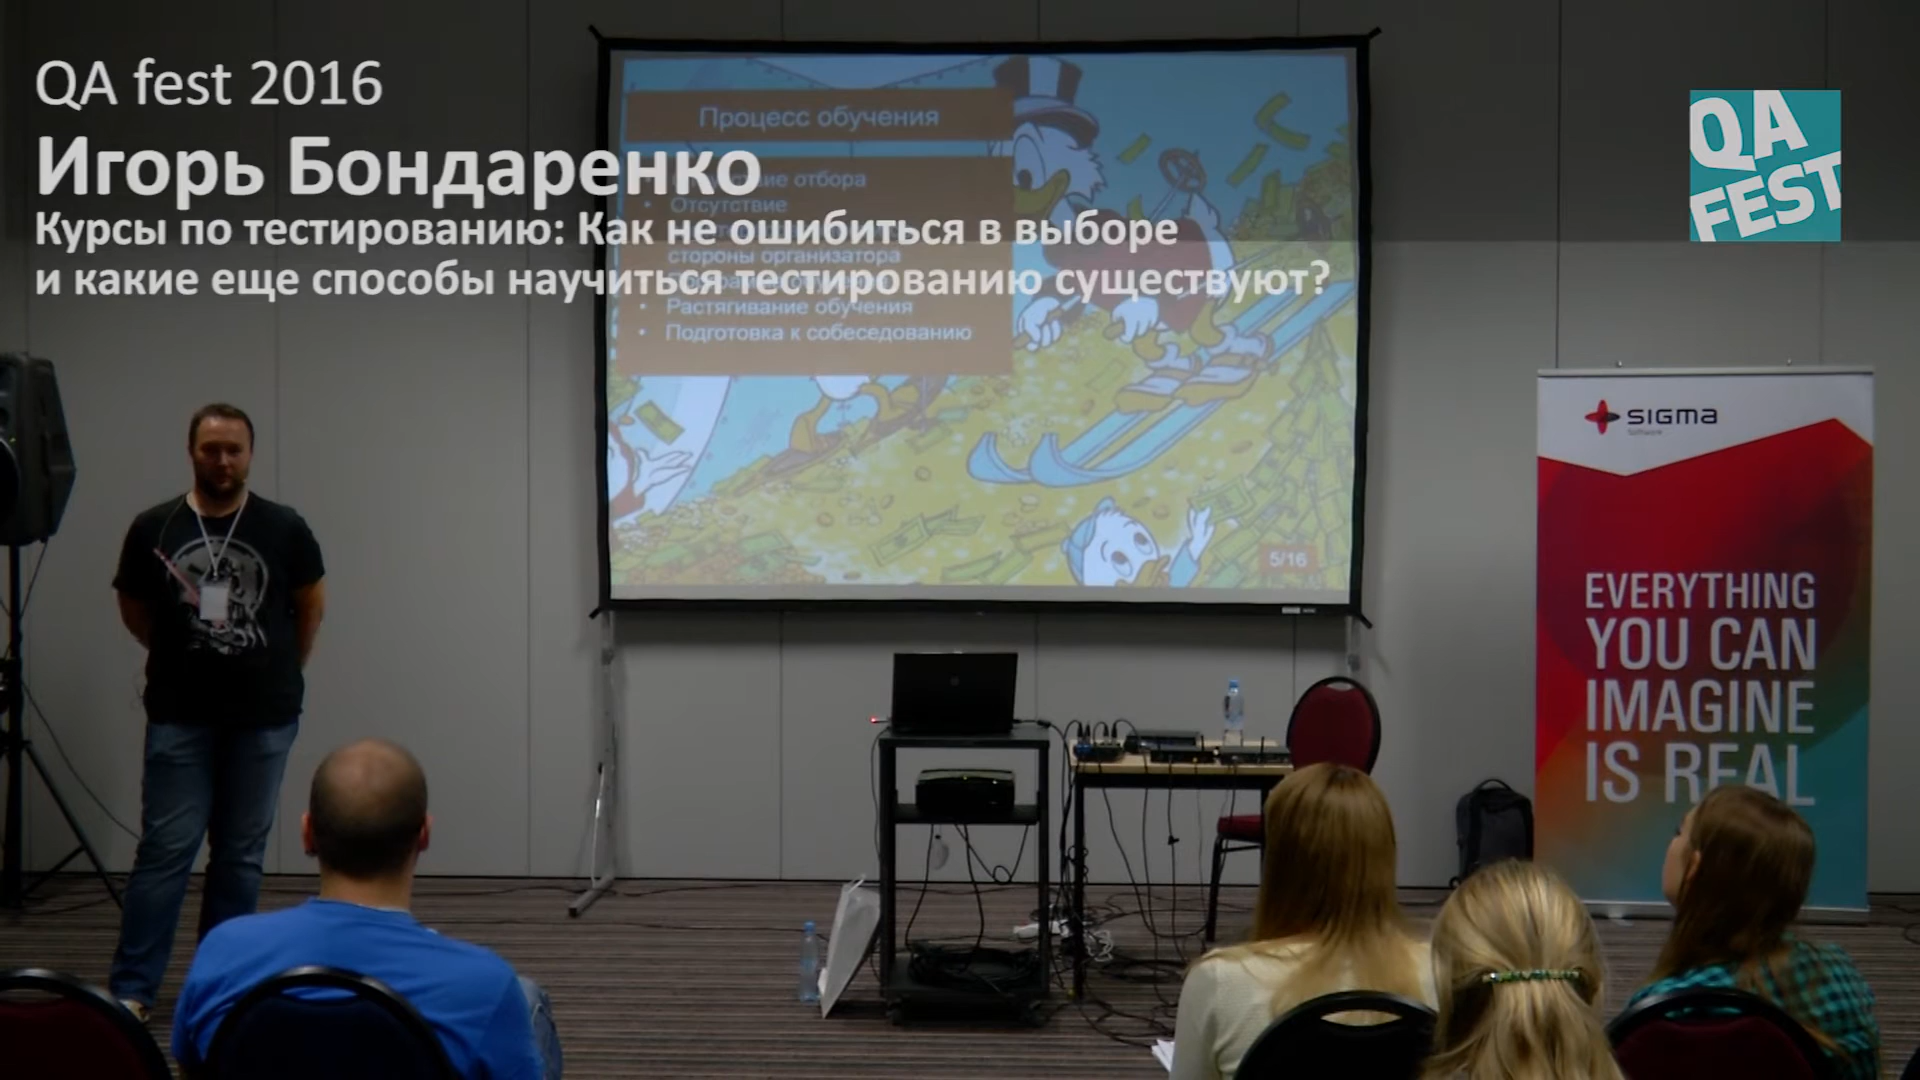 QA fest 2016
Игорь Бондаренко
Курсы по тестированию: Как не ошибиться в выборе
и какие еще способы научиться тестированию существуют?
QA
FEST
Процесс обучения
отбора
• Отсутствие
стороны организатора
• Растягивание обучения
• Подготовка к собеседованию
5/16
SIGMA
Software
EVERYTHING
YOU CAN
IMAGINE
IS REAL